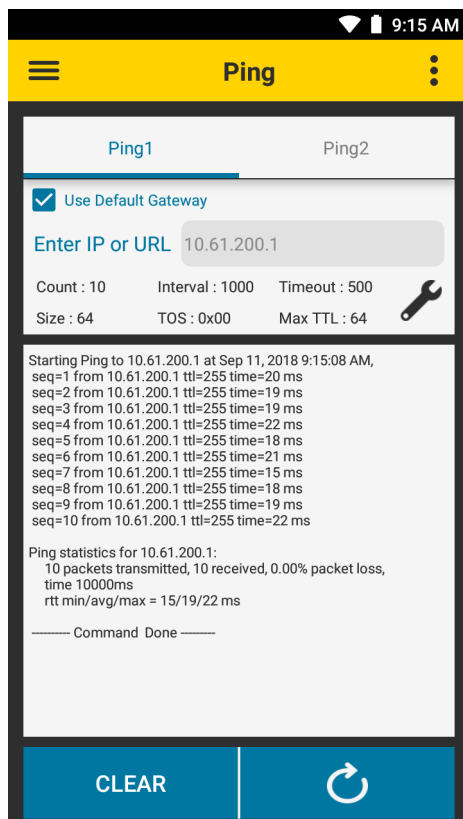 9:15 AM
Ping
Ping1 Ping2
Use Default Gateway
Enter IP or URL 10.61.200.1
Count : 10 Interval : 1000 Timeout : 500
Size : 64 TOS : 0x00 Max TTL : 64
Starting Ping to 10.61.200.1 at Sep 11, 2018 9:15:08 AM,
seq=1 from 10.61.200.1 ttl=255 time=20 ms
seq=2 from 10.61.200.1 ttl=255 time=19 ms
seq=3 from 10.61.200.1 ttl=255 time=19 ms
seq=4 from 10.61.200.1 ttl=255 time=22 ms
seq=5 from 10.61.200.1 ttl=255 time=18 ms
seq=6 from 10.61.200.1 ttl=255 time=21 ms
seq=7 from 10.61.200.1 ttl=255 time=15 ms
seq=8 from 10.61.200.1 ttl=255 time=18 ms
seq=9 from 10.61.200.1 ttl=255 time=19 ms
seq=10 from 10.61.200.1 ttl=255 time=22 ms
Ping statistics for 10.61.200.1:
10 packets transmitted, 10 received, 0.00% packet loss,
time 10000ms
rtt min/avg/max = 15/19/22 ms
---------- Command Done ---------
CLEAR